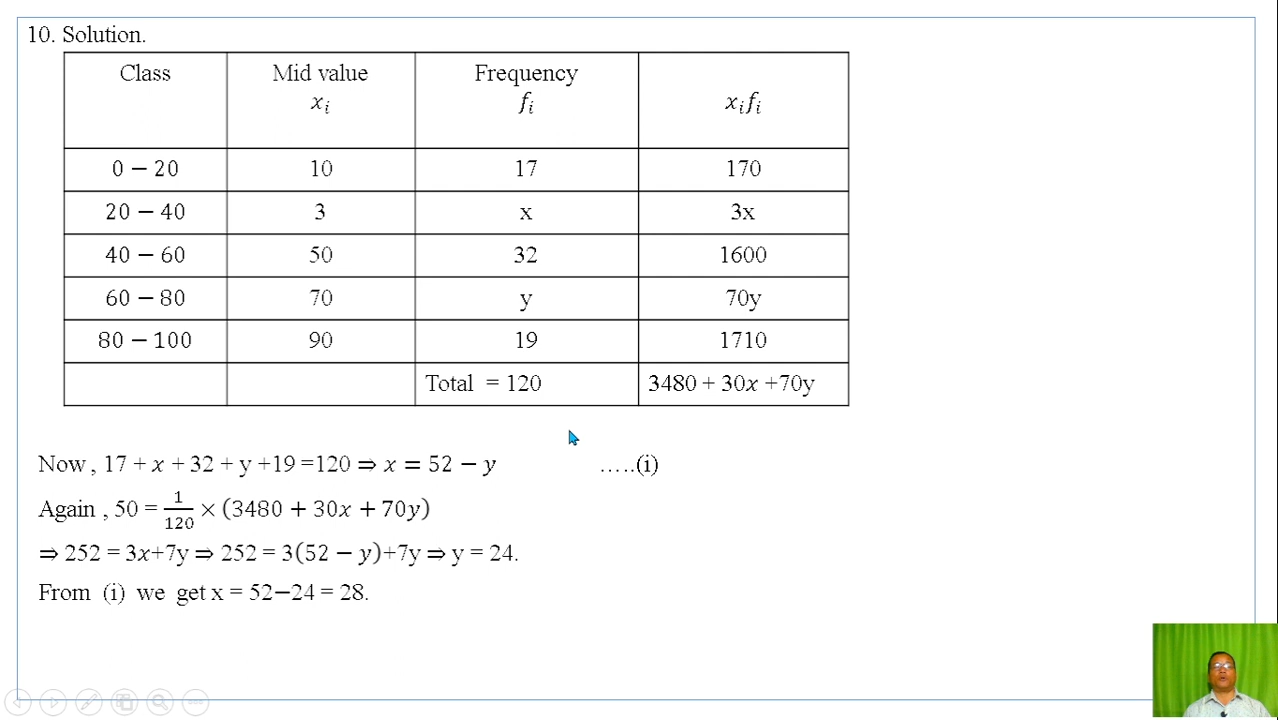 10. Solution.
Class Mid value Frequency
xᵢ fᵢ xᵢfᵢ
0 − 20 10 17 170
20 − 40 3 x 3x
40 − 60 50 32 1600
60 − 80 70 y 70y
80 − 100 90 19 1710
Total = 120 3480 + 30x +70y
Now , 17 + x + 32 + y +19 =120 ⇒ x = 52 − y …..(i)
Again , 50 = 1/120 × (3480 + 30x + 70y)
⇒ 252 = 3x+7y ⇒ 252 = 3(52 − y)+7y ⇒ y = 24.
From (i) we get x = 52−24 = 28.